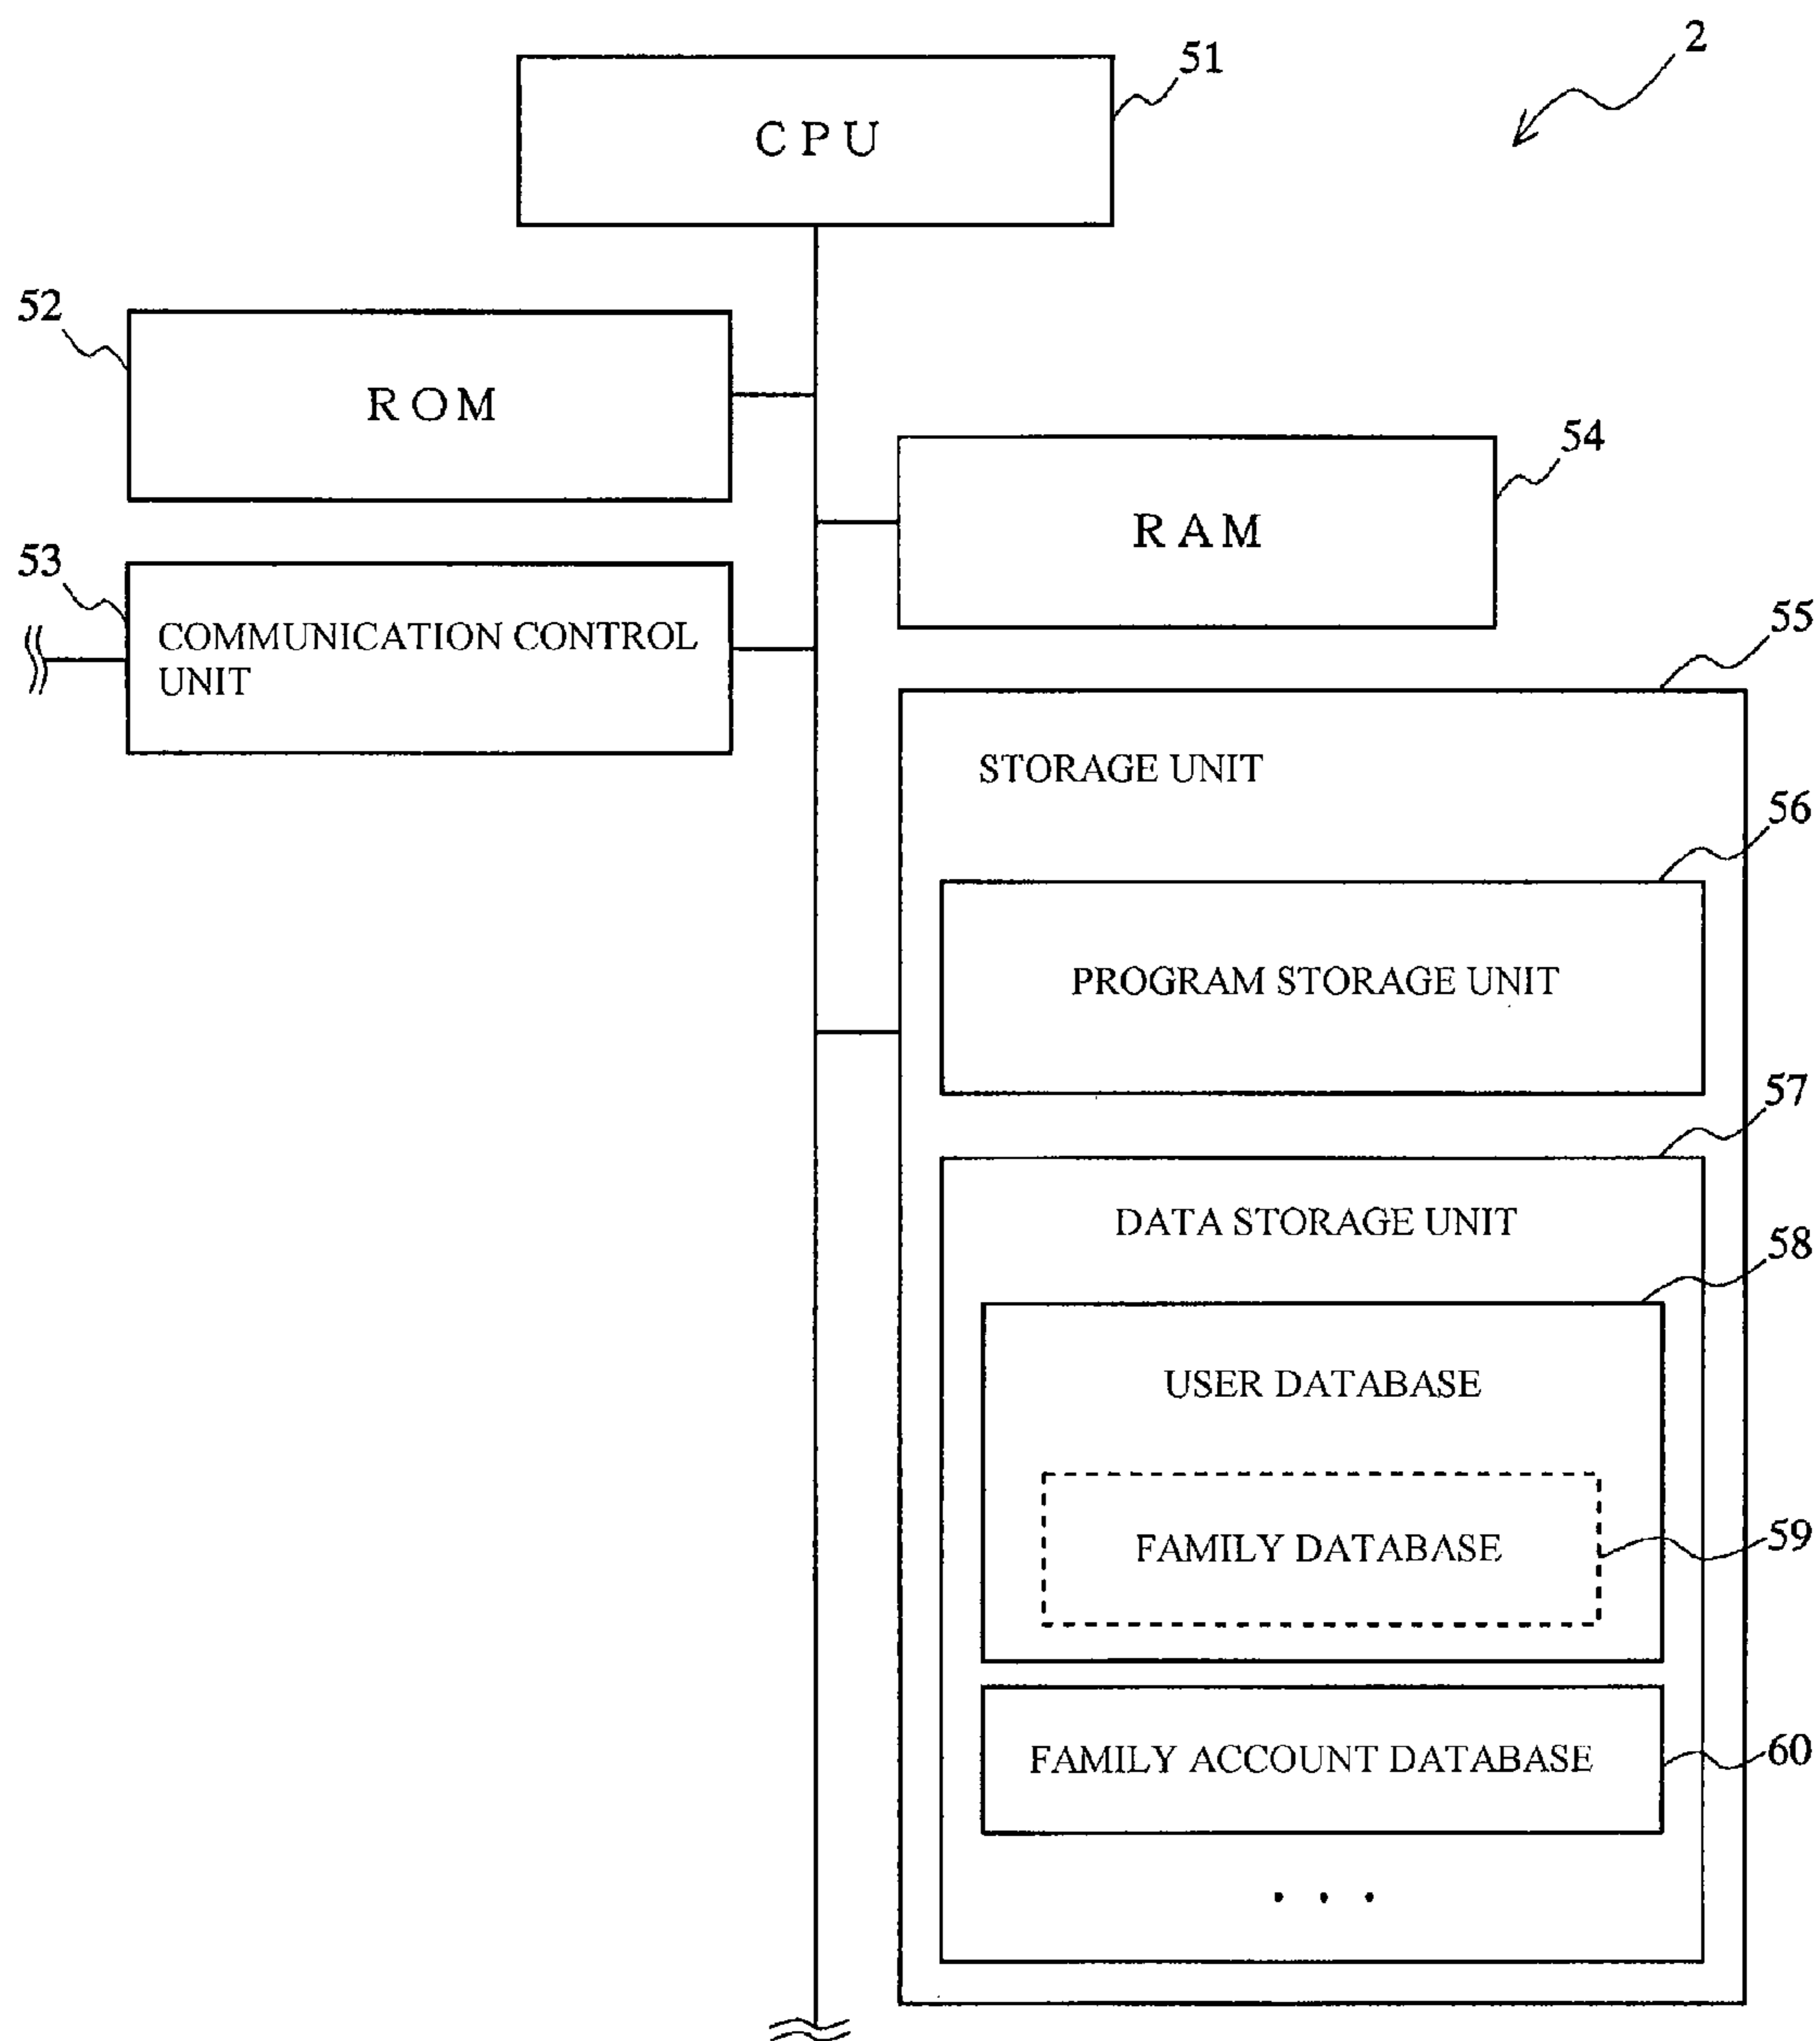 2
51
CPU
52
ROM
54
RAM
53
COMMUNICATION CONTROL
UNIT
55
STORAGE UNIT
56
PROGRAM STORAGE UNIT
57
DATA STORAGE UNIT
58
USER DATABASE
FAMILY DATABASE
59
FAMILY ACCOUNT DATABASE
60
. . .